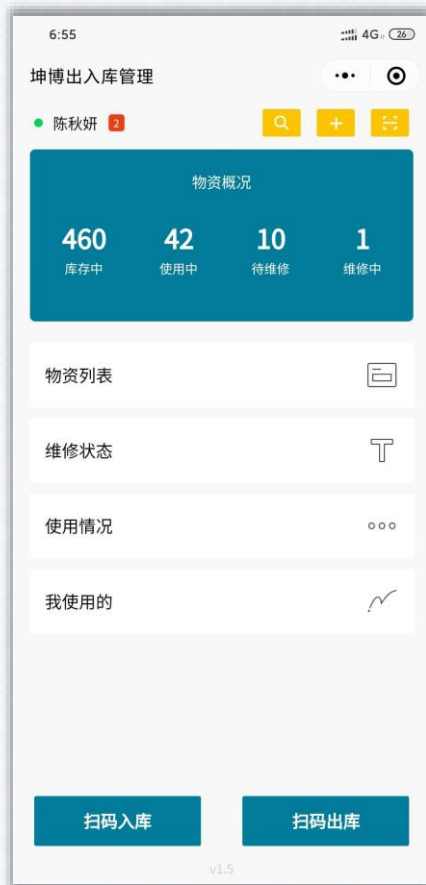 6:55 4G 26
坤博出入库管理
陈秋妍 2
物资概况
460 42 10 1
库存中 使用中 待维修 维修中
物资列表
维修状态
使用情况
我使用的
扫码入库 扫码出库
v1.5